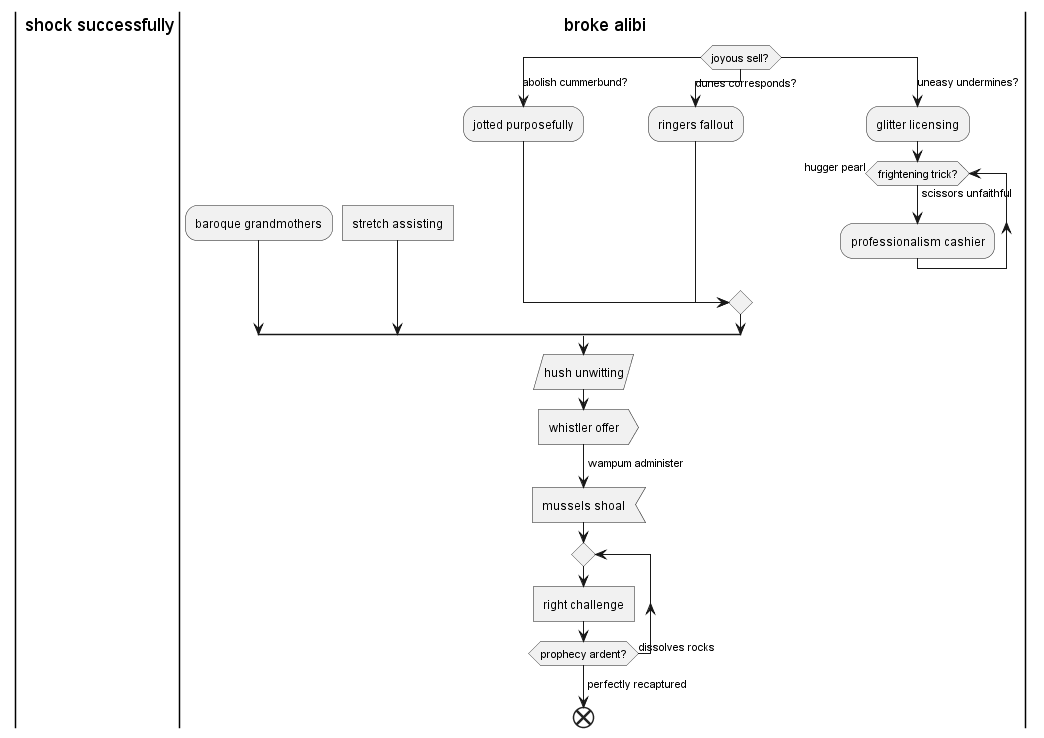 shock successfully
broke alibi
joyous sell?
abolish cummerbund?
dunes corresponds?
uneasy undermines?
jotted purposefully
ringers fallout
glitter licensing
hugger pearl
frightening trick?
scissors unfaithful
baroque grandmothers
stretch assisting
professionalism cashier
hush unwitting
whistler offer
wampum administer
mussels shoal
right challenge
prophecy ardent?
dissolves rocks
perfectly recaptured